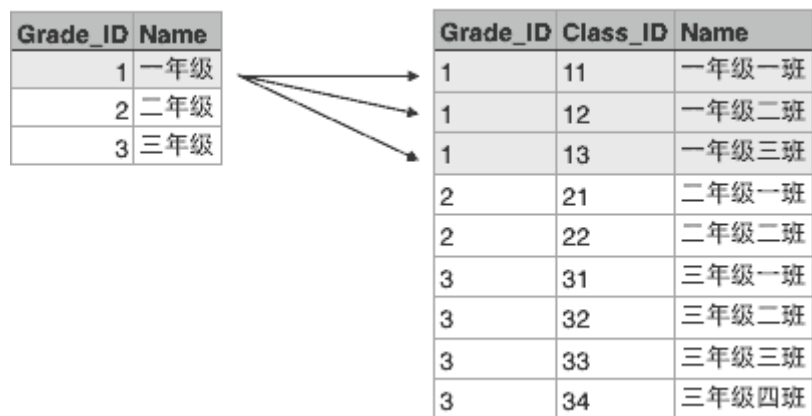 Grade_ID Name
1 一年级
2 二年级
3 三年级
Grade_ID Class_ID Name
1 11 一年级一班
1 12 一年级二班
1 13 一年级三班
2 21 二年级一班
2 22 二年级二班
3 31 三年级一班
3 32 三年级二班
3 33 三年级三班
3 34 三年级四班